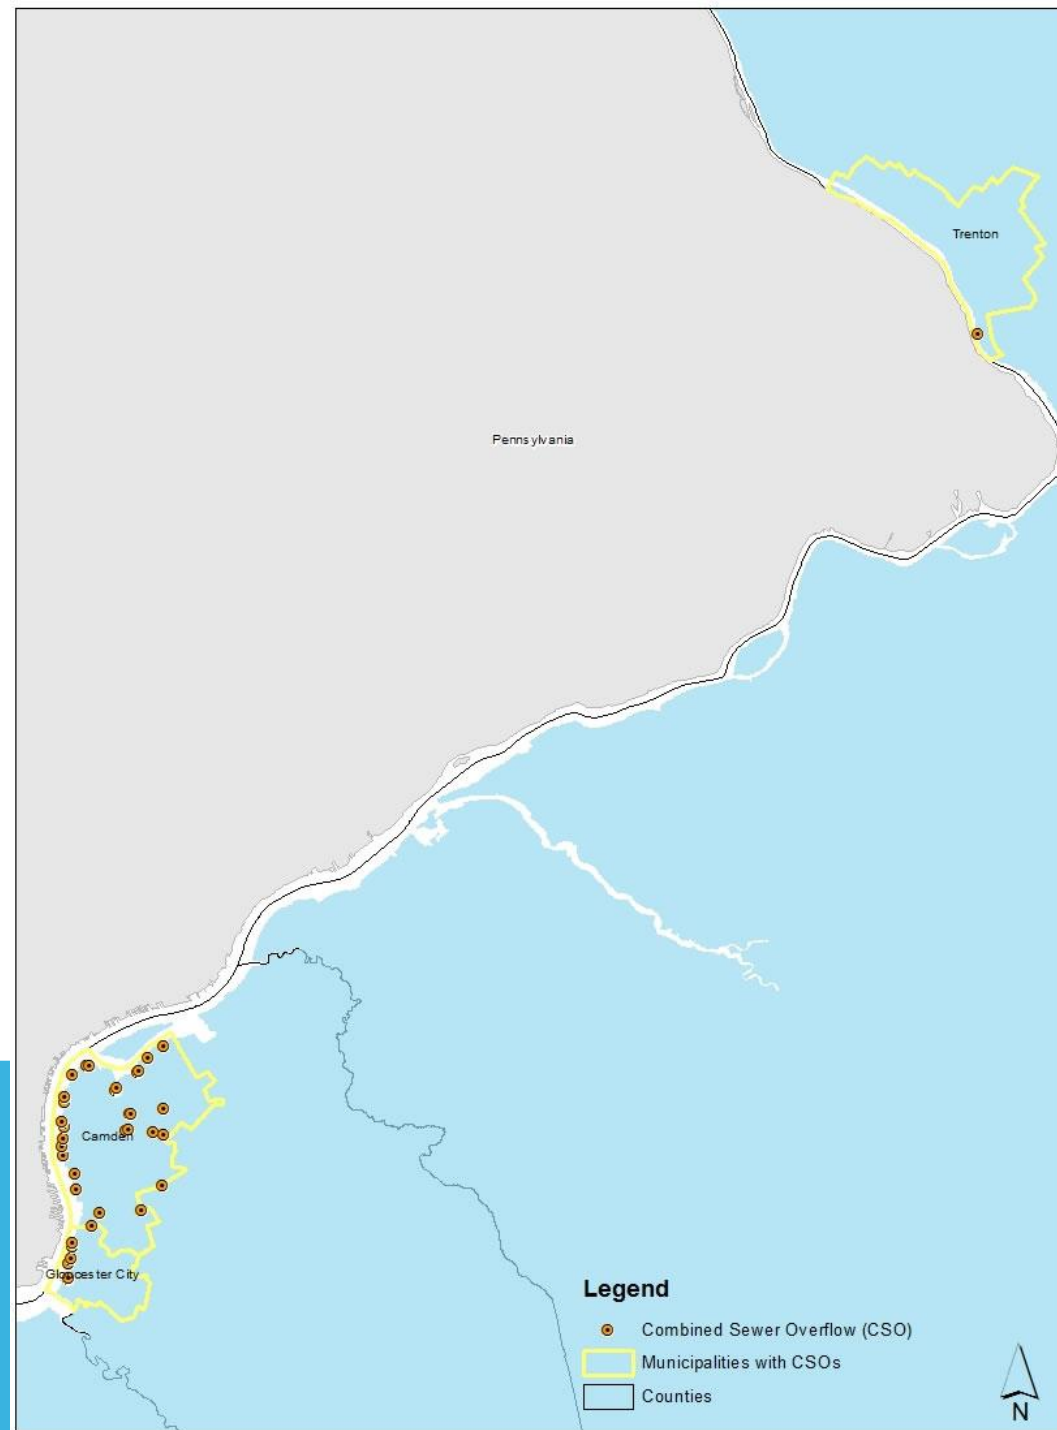 Trenton
Pennsylvania
Camden
Gloucester City
Legend
Combined Sewer Overflow (CSO)
Municipalities with CSOs
Counties
N